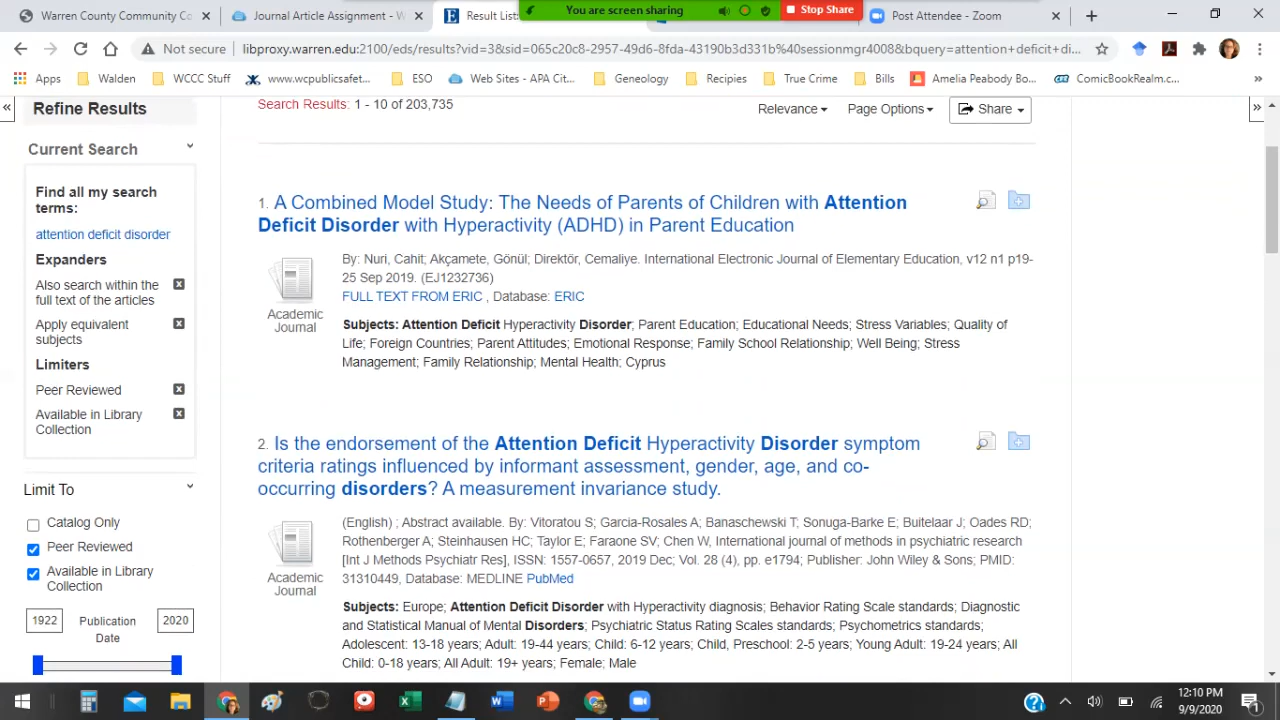 Warren County Community Co
Journal Article Assignment - W
Result List
You are screen sharing
Stop Share
Post Attendee - Zoom
Not secure
libproxy.warren.edu:2100/eds/results?vid=3&sid=065c20c8-2957-49d6-8fda-43190b3d331b%40sessionmgr4008&bquery=attention+deficit+di...
Apps
Walden
WCCC Stuff
www.wcpublicsafet...
ESO
Web Sites - APA Cit...
Geneology
Recipies
True Crime
Bills
Amelia Peabody Bo...
ComicBookRealm.c...
»
«
Refine Results
Current Search
Find all my search
terms:
attention deficit disorder
Expanders
Also search within the
full text of the articles
Apply equivalent
subjects
Limiters
Peer Reviewed
Available in Library
Collection
Limit To
Catalog Only
Peer Reviewed
Available in Library
Collection
1922
Publication
Date
2020
Search Results: 1 - 10 of 203,735
Relevance
Page Options
Share
»
1. A Combined Model Study: The Needs of Parents of Children with Attention
Deficit Disorder with Hyperactivity (ADHD) in Parent Education
Academic
Journal
By: Nuri, Cahit; Akçamete, Gönül; Direktör, Cemaliye. International Electronic Journal of Elementary Education, v12 n1 p19-
25 Sep 2019. (EJ1232736)
FULL TEXT FROM ERIC , Database: ERIC
Subjects: Attention Deficit Hyperactivity Disorder; Parent Education; Educational Needs; Stress Variables; Quality of
Life; Foreign Countries; Parent Attitudes; Emotional Response; Family School Relationship; Well Being; Stress
Management; Family Relationship; Mental Health; Cyprus
2. Is the endorsement of the Attention Deficit Hyperactivity Disorder symptom
criteria ratings influenced by informant assessment, gender, age, and co-
occurring disorders? A measurement invariance study.
Academic
Journal
(English) ; Abstract available. By: Vitoratou S; Garcia-Rosales A; Banaschewski T; Sonuga-Barke E; Buitelaar J; Oades RD;
Rothenberger A; Steinhausen HC; Taylor E; Faraone SV; Chen W, International journal of methods in psychiatric research
[Int J Methods Psychiatr Res], ISSN: 1557-0657, 2019 Dec; Vol. 28 (4), pp. e1794; Publisher: John Wiley & Sons; PMID:
31310449, Database: MEDLINE PubMed
Subjects: Europe; Attention Deficit Disorder with Hyperactivity diagnosis; Behavior Rating Scale standards; Diagnostic
and Statistical Manual of Mental Disorders; Psychiatric Status Rating Scales standards; Psychometrics standards;
Adolescent: 13-18 years; Adult: 19-44 years; Child: 6-12 years; Child, Preschool: 2-5 years; Young Adult: 19-24 years; All
Child: 0-18 years; All Adult: 19+ years; Female; Male
12:10 PM
9/9/2020
1